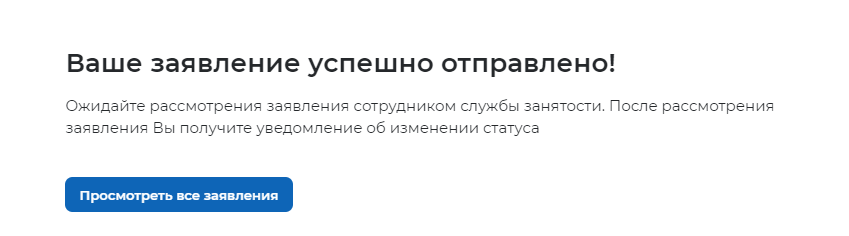 Ваше заявление успешно отправлено!
Ожидайте рассмотрения заявления сотрудником службы занятости. После рассмотрения
заявления Вы получите уведомление об изменении статуса
Просмотреть все заявления